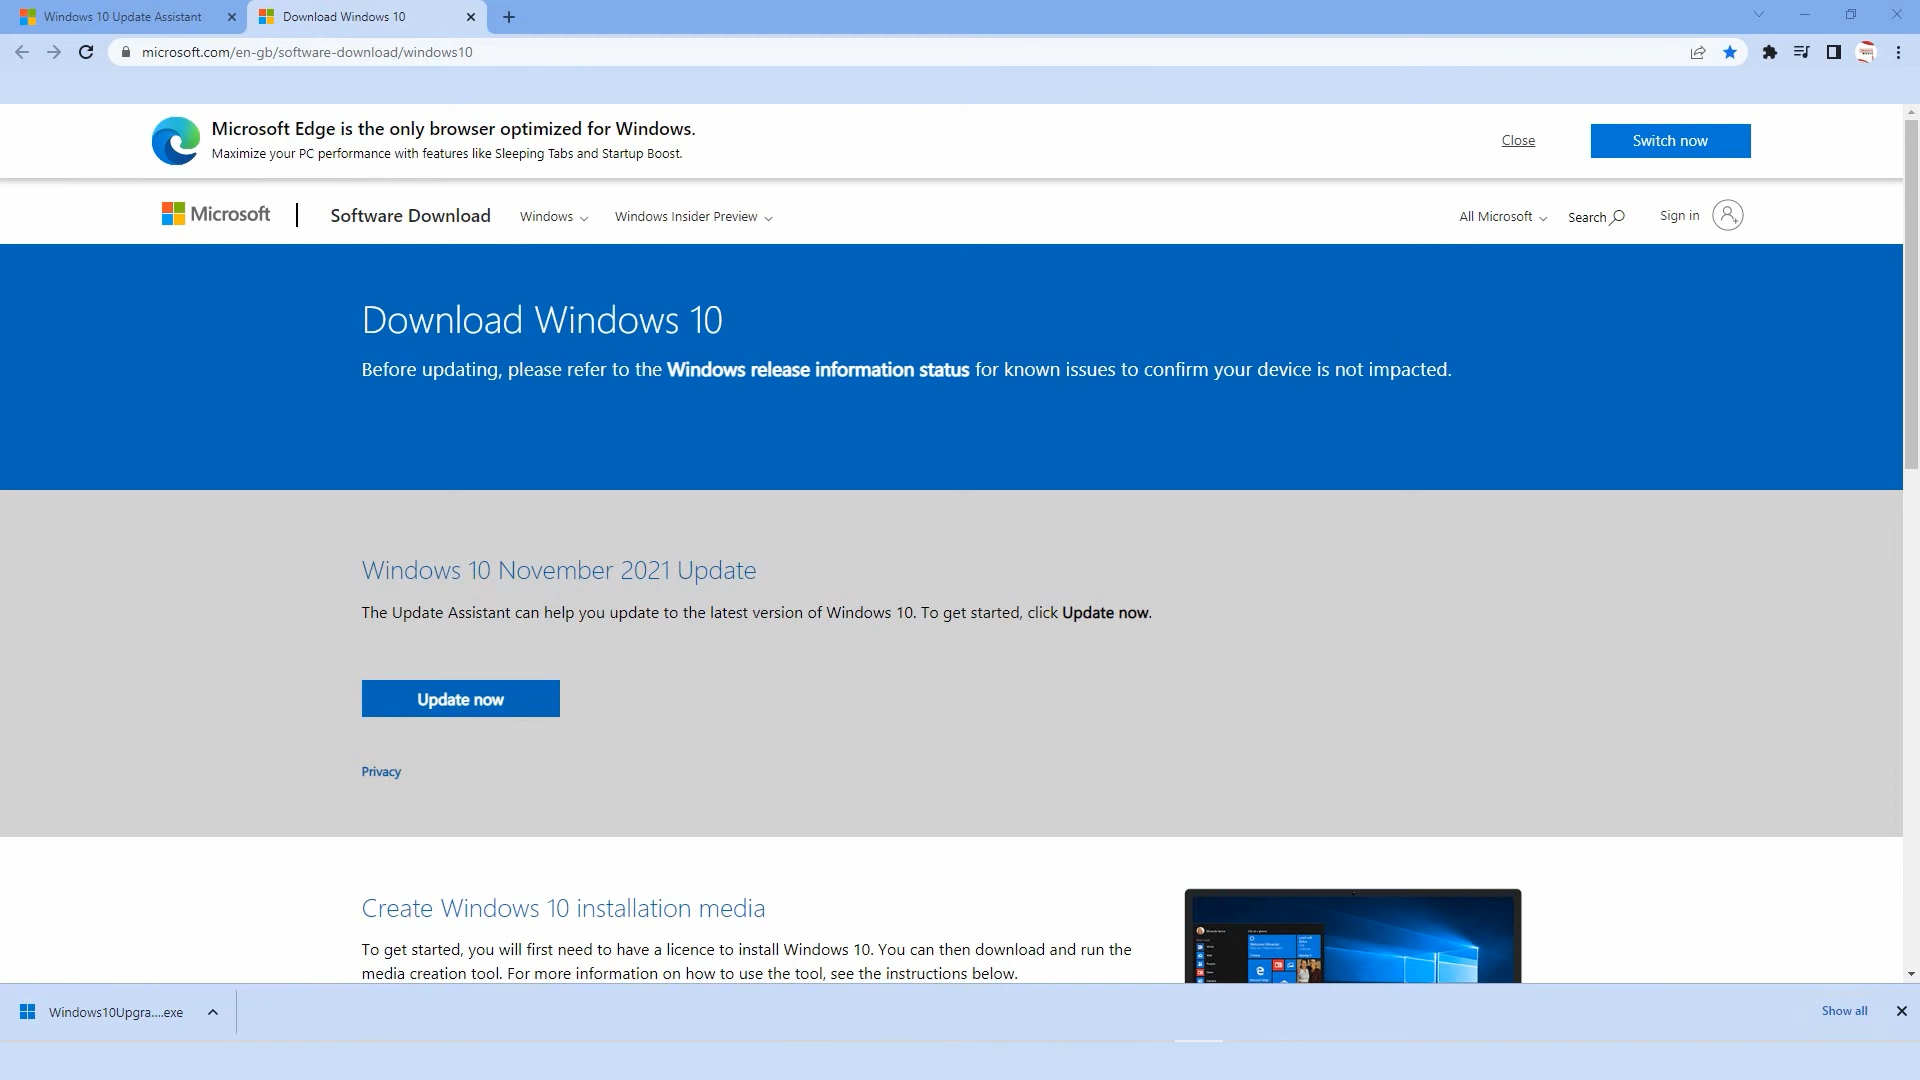 Windows 10 Update Assistant
Download Windows 10
microsoft.com/en-gb/software-download/windows10
Microsoft Edge is the only browser optimized for Windows.
Maximize your PC performance with features like Sleeping Tabs and Startup Boost.
Close
Switch now
Microsoft
Software Download
Windows
Windows Insider Preview
All Microsoft
Search
Sign in
Download Windows 10
Before updating, please refer to the Windows release information status for known issues to confirm your device is not impacted.
Windows 10 November 2021 Update
The Update Assistant can help you update to the latest version of Windows 10. To get started, click Update now.
Update now
Privacy
Create Windows 10 installation media
To get started, you will first need to have a licence to install Windows 10. You can then download and run the
media creation tool. For more information on how to use the tool, see the instructions below.
Windows10Upgra....exe
Show all